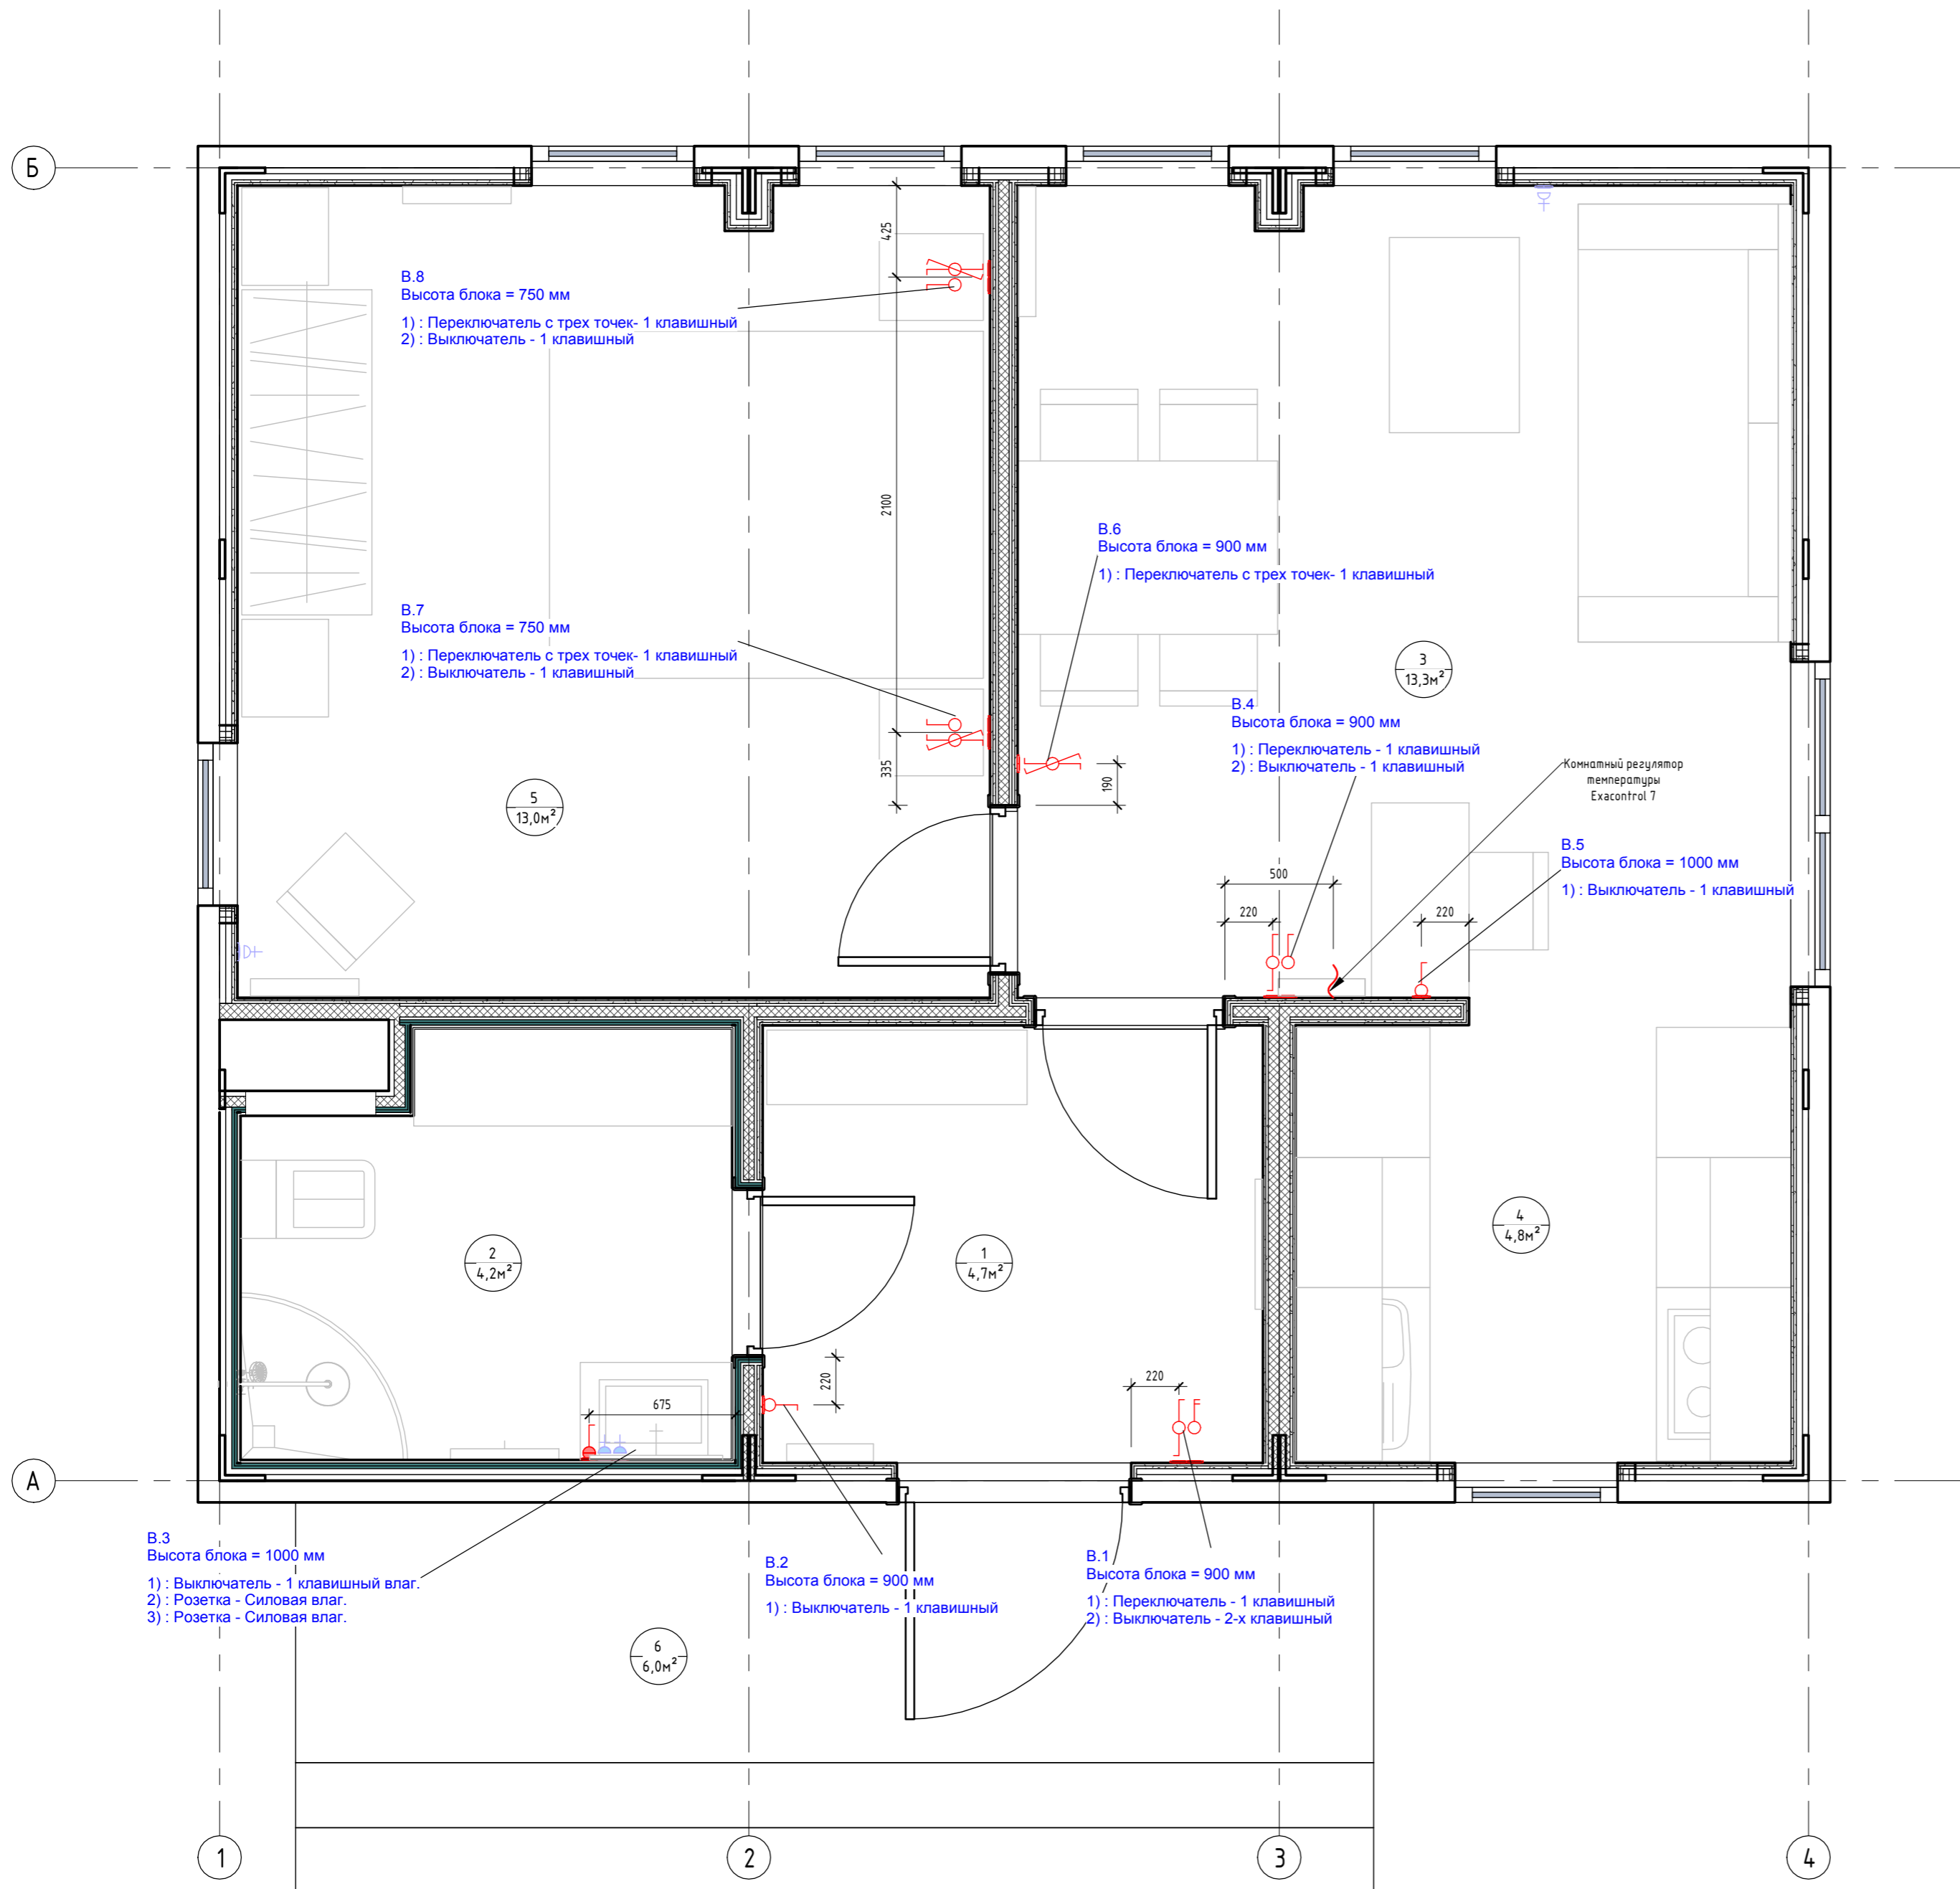 Б
425
В.8
Высота блока = 750 мм
1) : Переключатель с трех точек- 1 клавишный
2) : Выключатель - 1 клавишный
2100
В.6
Высота блока = 900 мм
1) : Переключатель с трех точек- 1 клавишный
В.7
Высота блока = 750 мм
1) : Переключатель с трех точек- 1 клавишный
2) : Выключатель - 1 клавишный
3
13,3м²
В.4
Высота блока = 900 мм
1) : Переключатель - 1 клавишный
2) : Выключатель - 1 клавишный
335
190
Комнатный регулятор
температуры
Exacontrol 7
5
13,0м²
В.5
Высота блока = 1000 мм
1) : Выключатель - 1 клавишный
500
220
220
2
4,2м²
1
4,7м²
4
4,8м²
220
220
675
А
В.3
Высота блока = 1000 мм
1) : Выключатель - 1 клавишный влаг.
2) : Розетка - Силовая влаг.
3) : Розетка - Силовая влаг.
В.2
Высота блока = 900 мм
1) : Выключатель - 1 клавишный
В.1
Высота блока = 900 мм
1) : Переключатель - 1 клавишный
2) : Выключатель - 2-х клавишный
6
6,0м²
1
2
3
4